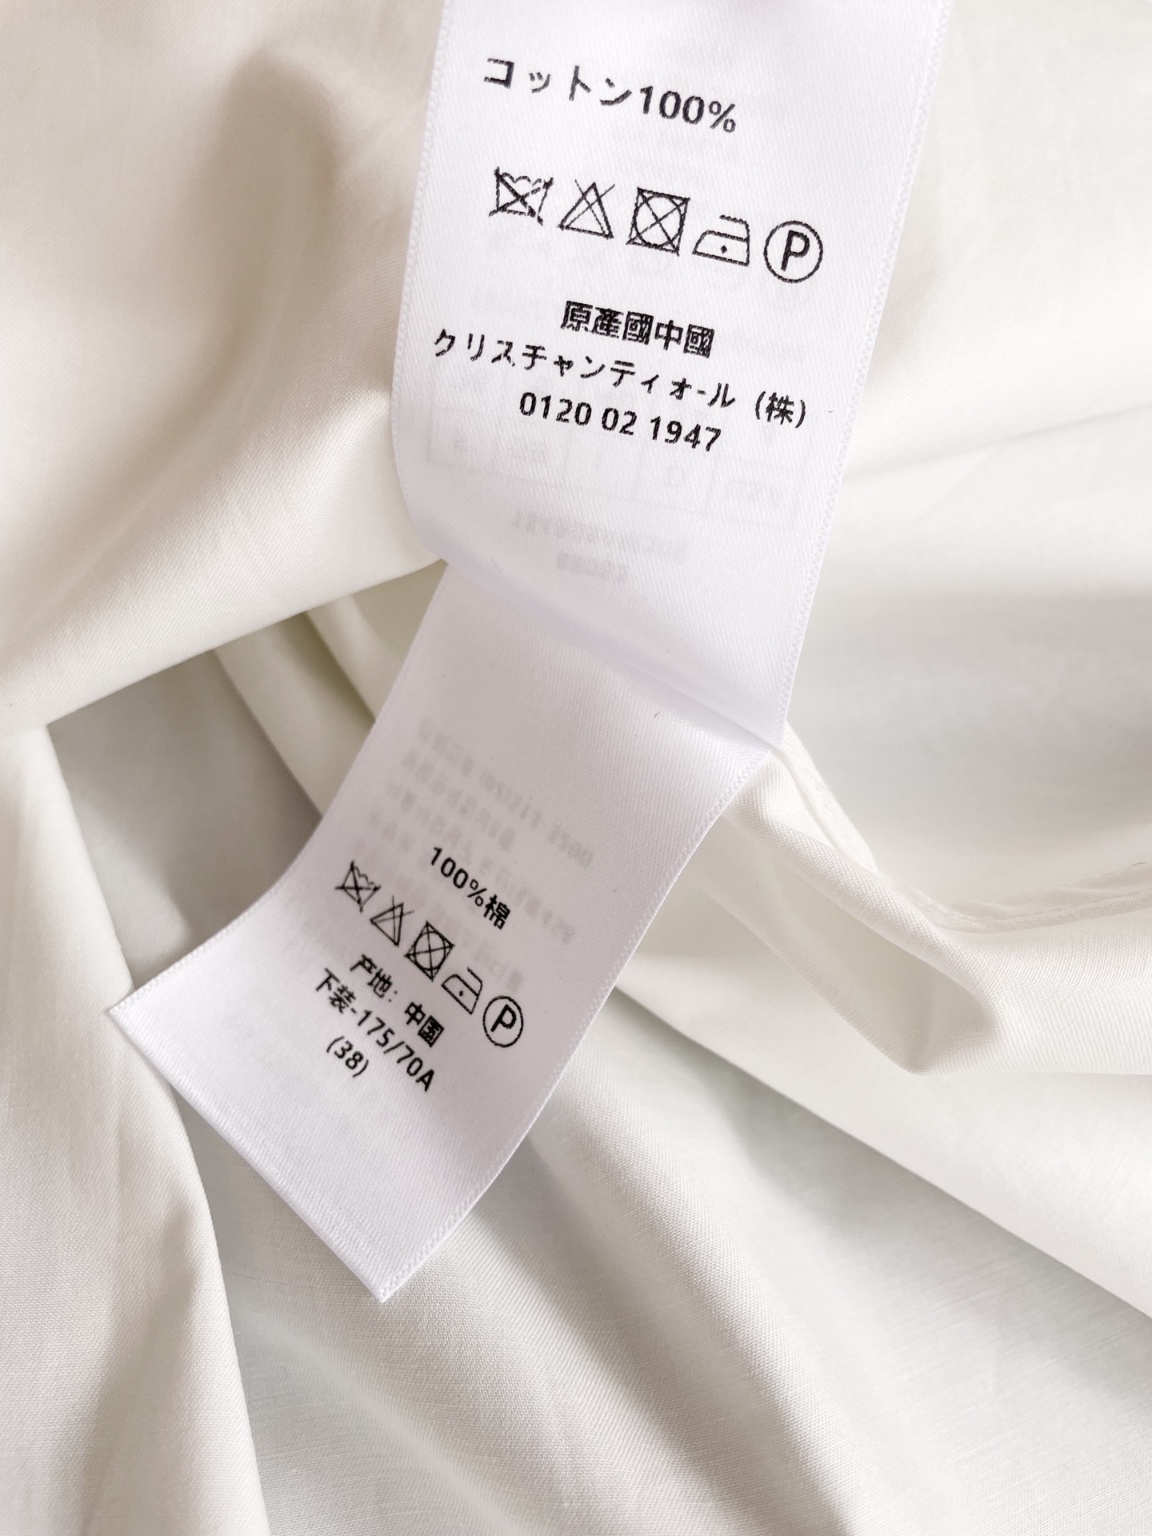 コットン100%
P
原產國中國
クリスチャンディオール（株）
0120 02 1947
100%棉
P
产地：中国
下装-175/70A
(38)